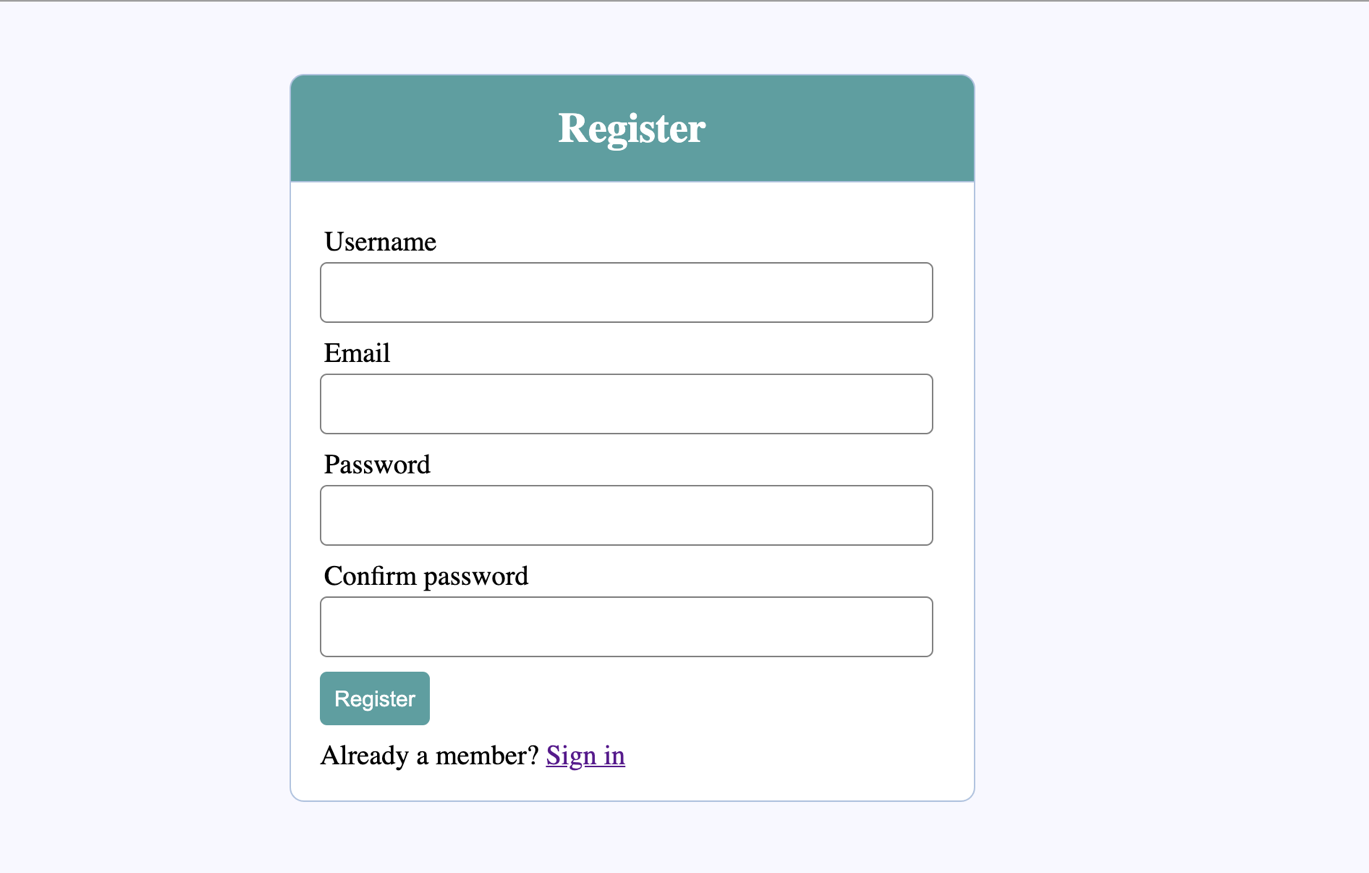 Register
Username
Email
Password
Confirm password
Register
Already a member? Sign in